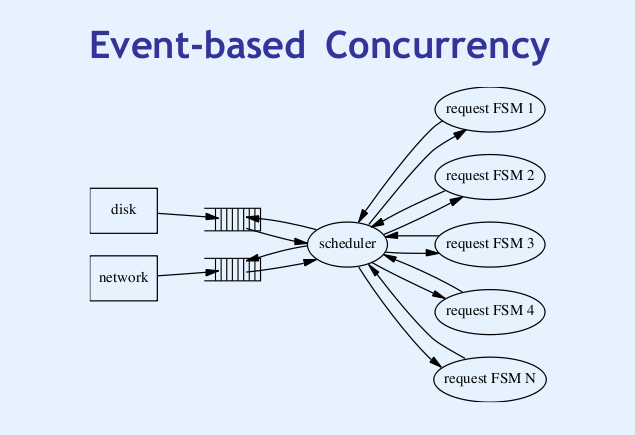 Event-based Concurrency
request FSM 1
request FSM 2
disk
scheduler
request FSM 3
network
request FSM 4
request FSM N